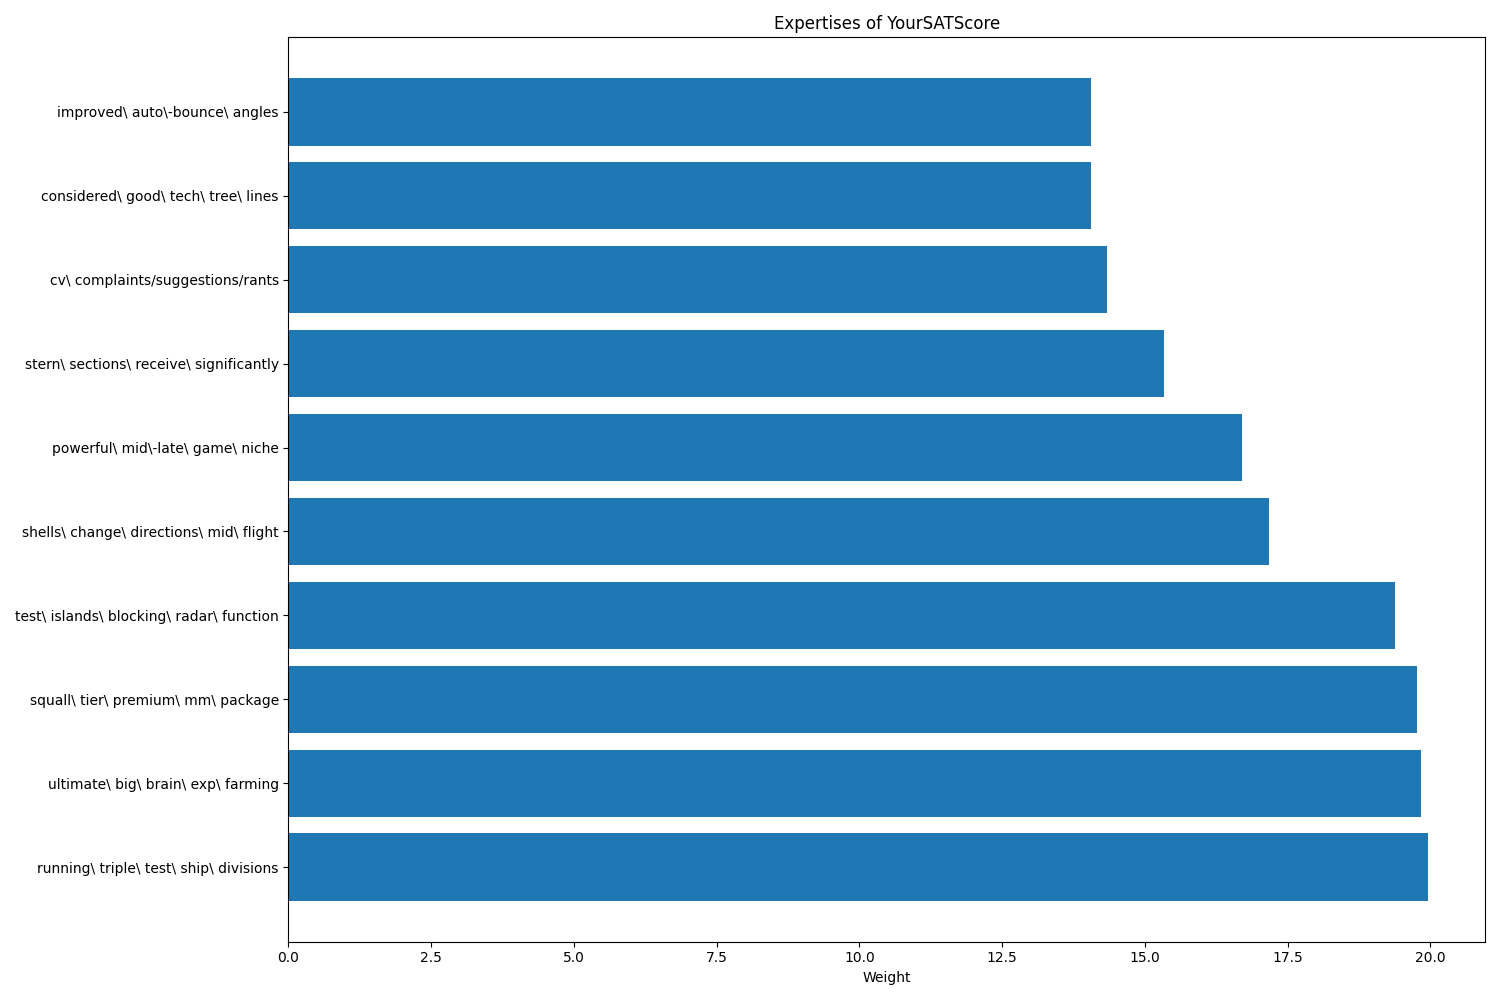 Expertises of YourSATScore
improved\ auto\-bounce\ angles
considered\ good\ tech\ tree\ lines
cv\ complaints/suggestions/rants
stern\ sections\ receive\ significantly
powerful\ mid\-late\ game\ niche
shells\ change\ directions\ mid\ flight
test\ islands\ blocking\ radar\ function
squall\ tier\ premium\ mm\ package
ultimate\ big\ brain\ exp\ farming
running\ triple\ test\ ship\ divisions
0.0 2.5 5.0 7.5 10.0 12.5 15.0 17.5 20.0
Weight